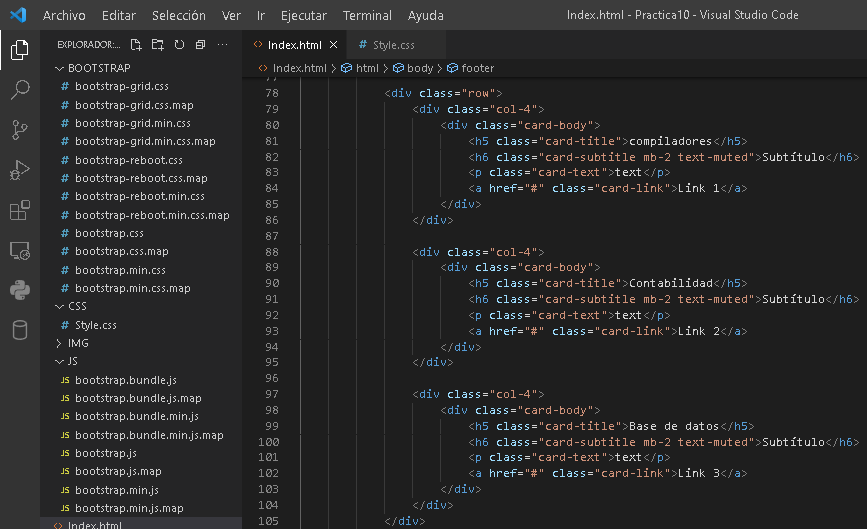 Archivo Editar Selección Ver Ir Ejecutar Terminal Ayuda Index.html - Practica10 - Visual Studio Code
EXPLORADOR:... ···
BOOTSTRAP
# bootstrap-grid.css
# bootstrap-grid.css.map
# bootstrap-grid.min.css
# bootstrap-grid.min.css.map
# bootstrap-reboot.css
# bootstrap-reboot.css.map
# bootstrap-reboot.min.css
# bootstrap-reboot.min.css.map
# bootstrap.css
# bootstrap.css.map
# bootstrap.min.css
# bootstrap.min.css.map
CSS
# Style.css
IMG
JS
JS bootstrap.bundle.js
JS bootstrap.bundle.js.map
JS bootstrap.bundle.min.js
JS bootstrap.bundle.min.js.map
JS bootstrap.js
JS bootstrap.js.map
JS bootstrap.min.js
JS bootstrap.min.js.map
<> Index.html
<> Index.html × # Style.css
<> Index.html > html > body > footer
77
78 <div class="row">
79 <div class="col-4">
80 <div class="card-body">
81 <h5 class="card-title">compiladores</h5>
82 <h6 class="card-subtitle mb-2 text-muted">Subtítulo</h6>
83 <p class="card-text">text</p>
84 <a href="#" class="card-link">Link 1</a>
85 </div>
86 </div>
87
88 <div class="col-4">
89 <div class="card-body">
90 <h5 class="card-title">Contabilidad</h5>
91 <h6 class="card-subtitle mb-2 text-muted">Subtítulo</h6>
92 <p class="card-text">text</p>
93 <a href="#" class="card-link">Link 2</a>
94 </div>
95 </div>
96
97 <div class="col-4">
98 <div class="card-body">
99 <h5 class="card-title">Base de datos</h5>
100 <h6 class="card-subtitle mb-2 text-muted">Subtítulo</h6>
101 <p class="card-text">text</p>
102 <a href="#" class="card-link">Link 3</a>
103 </div>
104 </div>
105 </div>